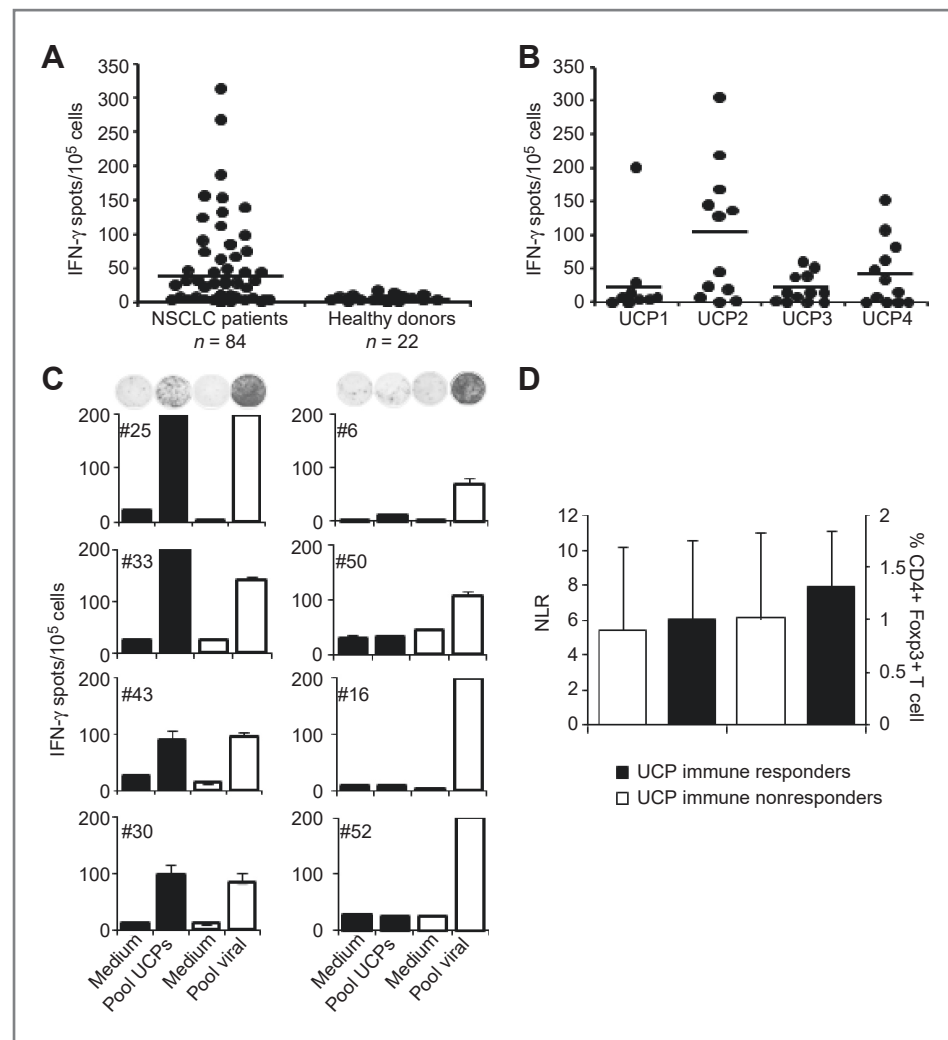 A
350
300
250
200
150
100
50
0
IFN-γ spots/10⁵ cells
NSCLC patients
n = 84
Healthy donors
n = 22
B
350
300
250
200
150
100
50
0
IFN-γ spots/10⁵ cells
UCP1 UCP2 UCP3 UCP4
C
IFN-γ spots/10⁵ cells
200
100
0
#25
200
100
0
#6
200
100
0
#33
200
100
0
#50
200
100
0
#43
200
100
0
#16
200
100
0
#30
200
100
0
#52
Medium
Pool UCPs
Medium
Pool viral
Medium
Pool UCPs
Medium
Pool viral
D
12
10
8
6
4
2
0
NLR
2
1.5
1
0.5
0
% CD4+ Foxp3+ T cell
UCP immune responders
UCP immune nonresponders